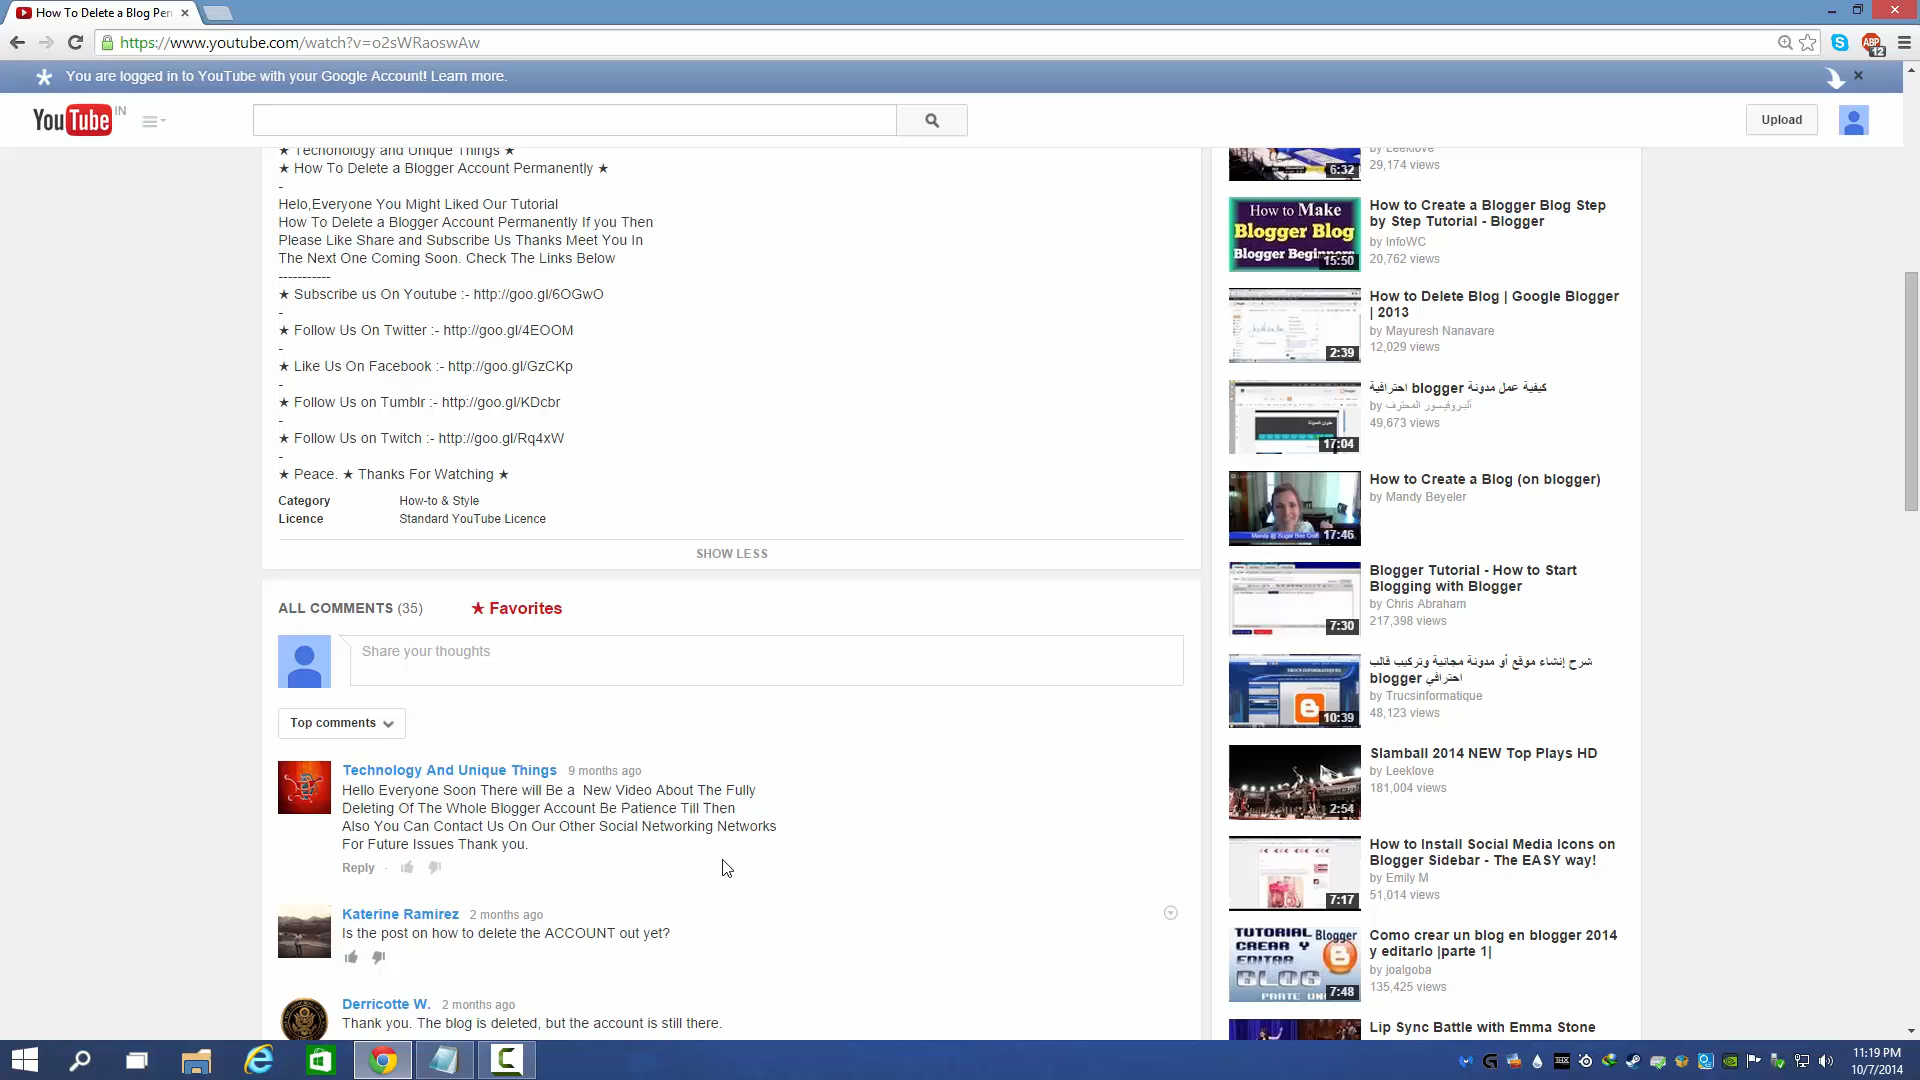 How To Delete a Blog Per
https://www.youtube.com/watch?v=o2sWRaoswAw
ABP
12
You are logged in to YouTube with your Google Account! Learn more.
YouTube IN
Upload
★ Techonology and Unique Things ★
★ How To Delete a Blogger Account Permanently ★
-
Helo,Everyone You Might Liked Our Tutorial
How To Delete a Blogger Account Permanently If you Then
Please Like Share and Subscribe Us Thanks Meet You In
The Next One Coming Soon. Check The Links Below
-----------
★ Subscribe us On Youtube :- http://goo.gl/6OGwO
-
★ Follow Us On Twitter :- http://goo.gl/4EOOM
-
★ Like Us On Facebook :- http://goo.gl/GzCKp
-
★ Follow Us on Tumblr :- http://goo.gl/KDcbr
-
★ Follow Us on Twitch :- http://goo.gl/Rq4xW
-
★ Peace. ★ Thanks For Watching ★
Category How-to & Style
Licence Standard YouTube Licence
SHOW LESS
ALL COMMENTS (35) ★ Favorites
Share your thoughts
Top comments
Technology And Unique Things 9 months ago
Hello Everyone Soon There will Be a New Video About The Fully
Deleting Of The Whole Blogger Account Be Patience Till Then
Also You Can Contact Us On Our Other Social Networking Networks
For Future Issues Thank you.
Reply
Katerine Ramirez 2 months ago
Is the post on how to delete the ACCOUNT out yet?
Derricotte W. 2 months ago
Thank you. The blog is deleted, but the account is still there.
by Leeklove
29,174 views
6:32
How to Make
Blogger Blog
Blogger Beginners
15:50
How to Create a Blogger Blog Step
by Step Tutorial - Blogger
by InfoWC
20,762 views
2:39
How to Delete Blog | Google Blogger
| 2013
by Mayuresh Nanavare
12,029 views
17:04
كيفية عمل مدونة blogger احترافية
by ألبروفيسور المحترف
49,673 views
17:46
How to Create a Blog (on blogger)
by Mandy Beyeler
7:30
Blogger Tutorial - How to Start
Blogging with Blogger
by Chris Abraham
217,398 views
10:39
شرح إنشاء موقع أو مدونة مجانية وتركيب قالب
احترافي blogger
by Trucsinformatique
48,123 views
2:54
Slamball 2014 NEW Top Plays HD
by Leeklove
181,004 views
7:17
How to Install Social Media Icons on
Blogger Sidebar - The EASY way!
by Emily M
51,014 views
TUTORIAL Blogger
CREAR Y
EDITAR
BLOG
PARTE UNO
7:48
Como crear un blog en blogger 2014
y editarlo |parte 1|
by joalgoba
135,425 views
Lip Sync Battle with Emma Stone
11:19 PM
10/7/2014